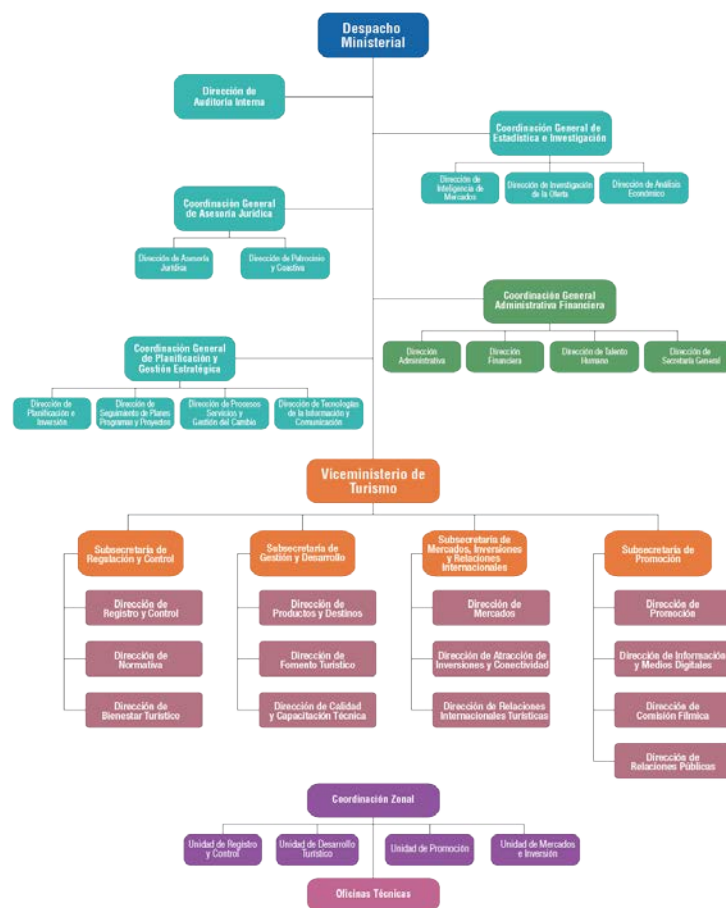 Despacho
Ministerial
Dirección de
Auditoría Interna
Coordinación General de
Estadística e Investigación
Dirección de
Inteligencia de
Mercados
Dirección de Investigación
de la Oferta
Dirección de Análisis
Económico
Coordinación General
de Asesoría Jurídica
Dirección de Asesoría
Jurídica
Dirección de Patrocinio
y Coactiva
Coordinación General
Administrativa Financiera
Dirección
Administrativa
Dirección
Financiera
Dirección de Talento
Humano
Dirección de
Secretaría General
Coordinación General
de Planificación y
Gestión Estratégica
Dirección de
Planificación e
Inversión
Dirección de
Seguimiento de Planes
Programas y Proyectos
Dirección de Procesos
Servicios y
Gestión del Cambio
Dirección de Tecnologías
de la Información y
Comunicación
Viceministerio de
Turismo
Subsecretaría de
Regulación y Control
Subsecretaría de
Gestión y Desarrollo
Subsecretaría de
Mercados, Inversiones
y Relaciones
Internacionales
Subsecretaría de
Promoción
Dirección de
Registro y Control
Dirección de
Productos y Destinos
Dirección de
Mercados
Dirección de
Promoción
Dirección de
Normativa
Dirección de
Fomento Turístico
Dirección de Atracción de
Inversiones y Conectividad
Dirección de Información
y Medios Digitales
Dirección de
Bienestar Turístico
Dirección de Calidad
y Capacitación Técnica
Dirección de Relaciones
Internacionales Turísticas
Dirección de
Comisión Fílmica
Dirección de
Relaciones Públicas
Coordinación Zonal
Unidad de Registro
y Control
Unidad de Desarrollo
Turístico
Unidad de Promoción
Unidad de Mercados
e Inversión
Oficinas Técnicas